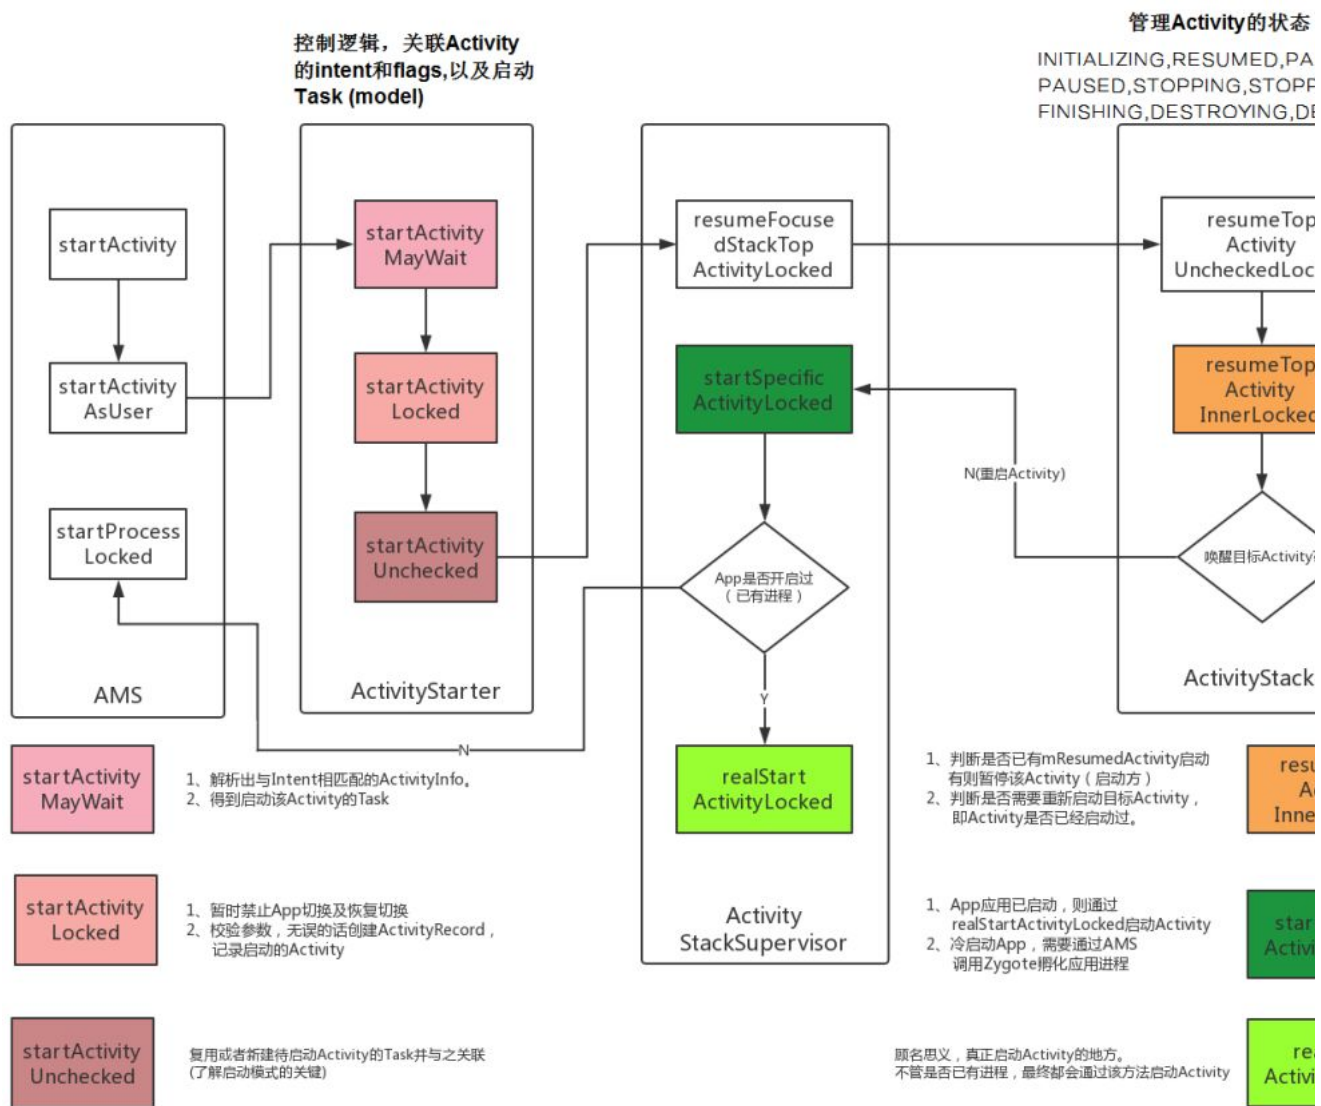 管理Activity的状态
INITIALIZING,RESUMED,PA
PAUSED,STOPPING,STOPP
FINISHING,DESTROYING,DE
控制逻辑，关联Activity
的intent和flags,以及启动
Task (model)
startActivity
startActivity
AsUser
startProcess
Locked
AMS
startActivity
MayWait
startActivity
Locked
startActivity
Unchecked
ActivityStarter
resumeFocuse
dStackTop
ActivityLocked
startSpecific
ActivityLocked
App是否开启过
（已有进程）
Y
N
realStart
ActivityLocked
Activity
StackSupervisor
N(重启Activity)
resumeTop
Activity
UncheckedLoc
resumeTop
Activity
InnerLocked
唤醒目标Activity?
ActivityStack
startActivity
MayWait
1、解析出与Intent相匹配的ActivityInfo。
2、得到启动该Activity的Task
startActivity
Locked
1、暂时禁止App切换及恢复切换
2、校验参数，无误的话创建ActivityRecord，
记录启动的Activity
startActivity
Unchecked
复用或者新建待启动Activity的Task并与之关联
(了解启动模式的关键)
1、判断是否已有mResumedActivity启动
有则暂停该Activity（启动方）
2、判断是否需要重新启动目标Activity，
即Activity是否已经启动过。
resu
A
Inne
1、App应用已启动，则通过
realStartActivityLocked启动Activity
2、冷启动App，需要通过AMS
调用Zygote孵化应用进程
star
Activi
顾名思义，真正启动Activity的地方。
不管是否已有进程，最终都会通过该方法启动Activity
re
Activi